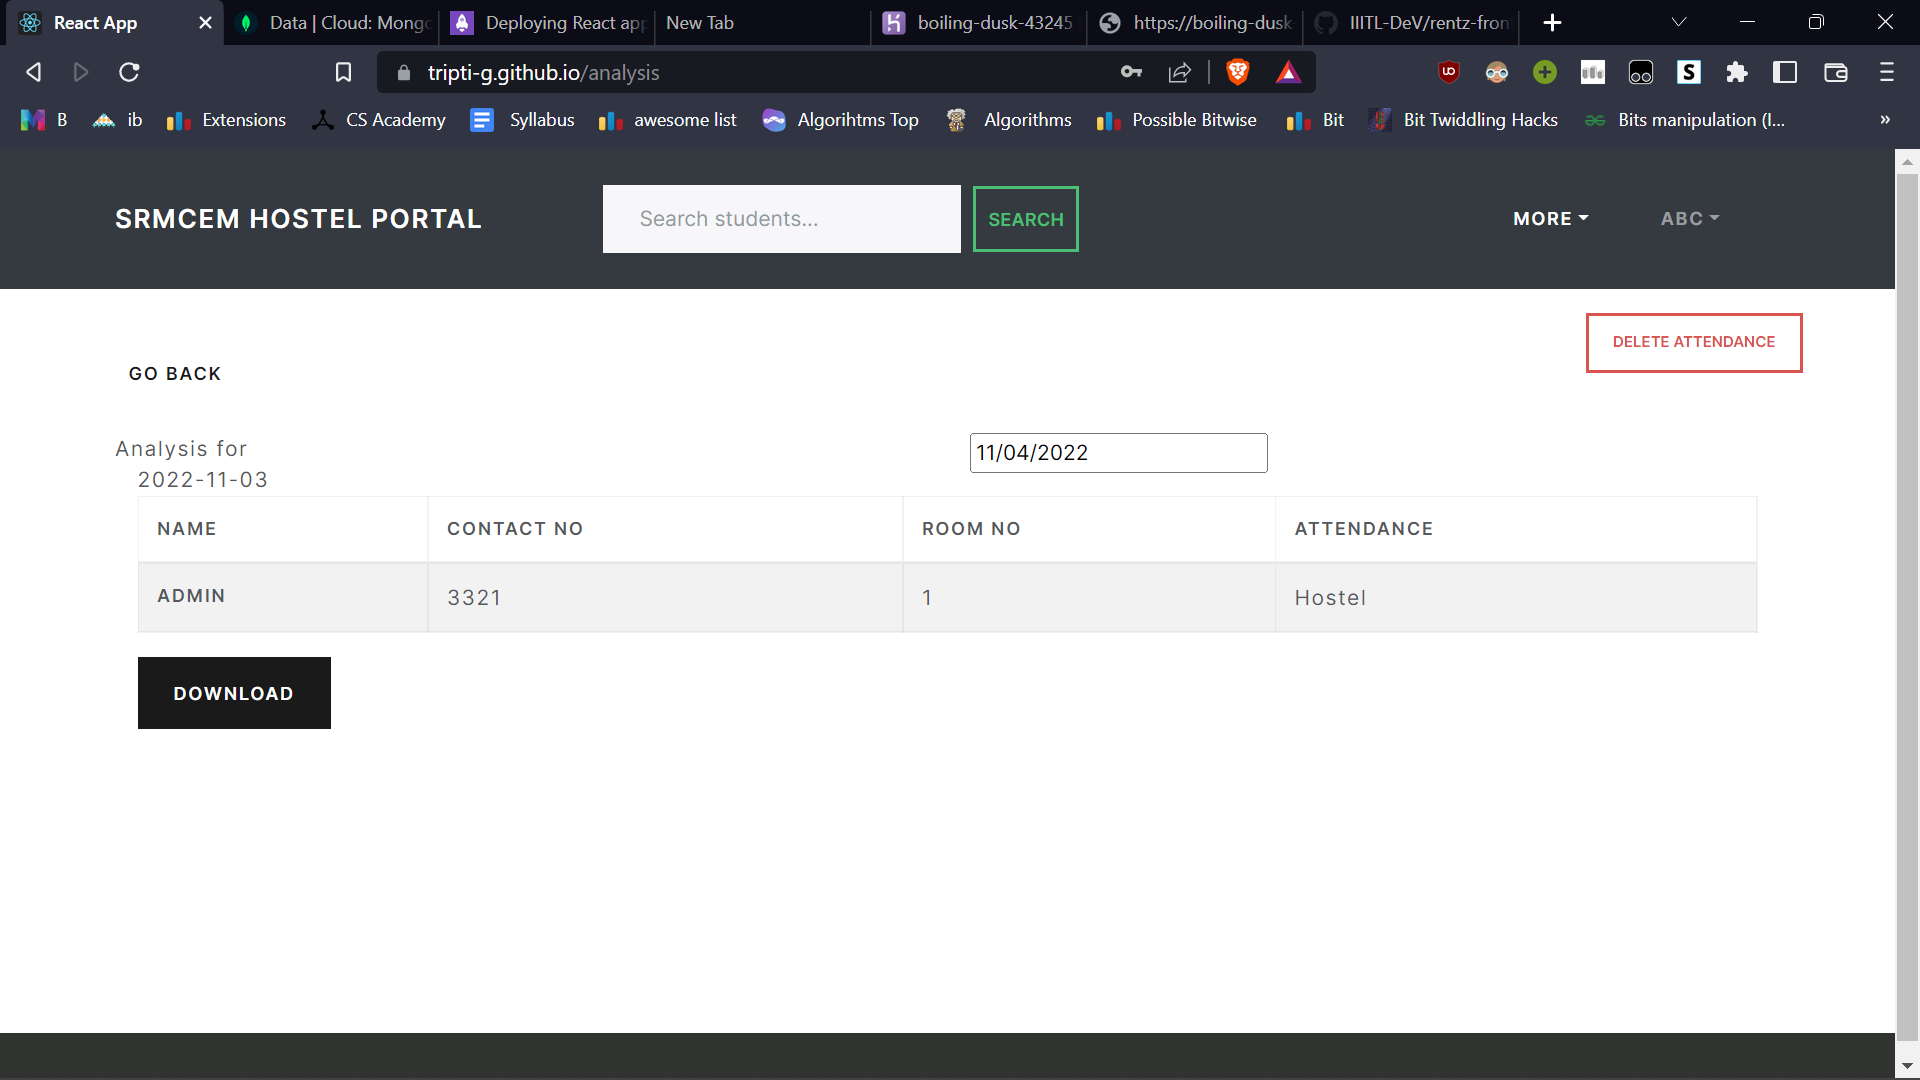 React App
Data | Cloud: Mong
Deploying React ap
New Tab
boiling-dusk-43245
https://boiling-dusk
IIITL-DeV/rentz-fron
tripti-g.github.io/analysis
B
ib
Extensions
CS Academy
Syllabus
awesome list
Algorihtms Top
Algorithms
Possible Bitwise
Bit
Bit Twiddling Hacks
Bits manipulation (I...
»
SRMCEM HOSTEL PORTAL
Search students...
SEARCH
MORE
ABC
DELETE ATTENDANCE
GO BACK
Analysis for
11/04/2022
2022-11-03
NAME CONTACT NO ROOM NO ATTENDANCE
ADMIN 3321 1 Hostel
DOWNLOAD